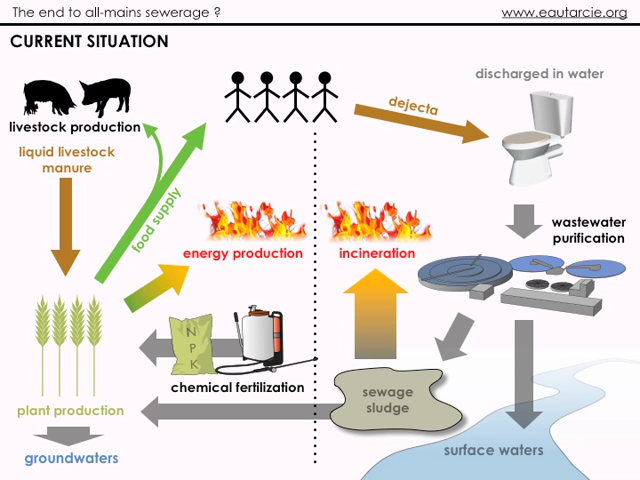 The end to all-mains sewerage ?
www.eautarcie.org
CURRENT SITUATION
discharged in water
dejecta
livestock production
liquid livestock
manure
food supply
wastewater
purification
energy production
incineration
N
P
K
chemical fertilization
sewage
sludge
plant production
groundwaters
surface waters